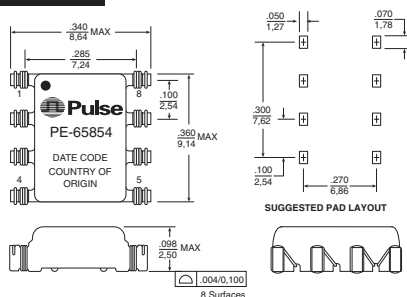 .340
8,64 MAX
.285
7,24
1
8
Pulse
PE-65854
DATE CODE
COUNTRY OF
ORIGIN
4
5
.100
2,54
.360
9,14 MAX
.050
1,27
.070
1,78
.300
7,62
.100
2,54
.270
6,86
SUGGESTED PAD LAYOUT
.098
2,50 MAX
.004/0,100
8 Surfaces